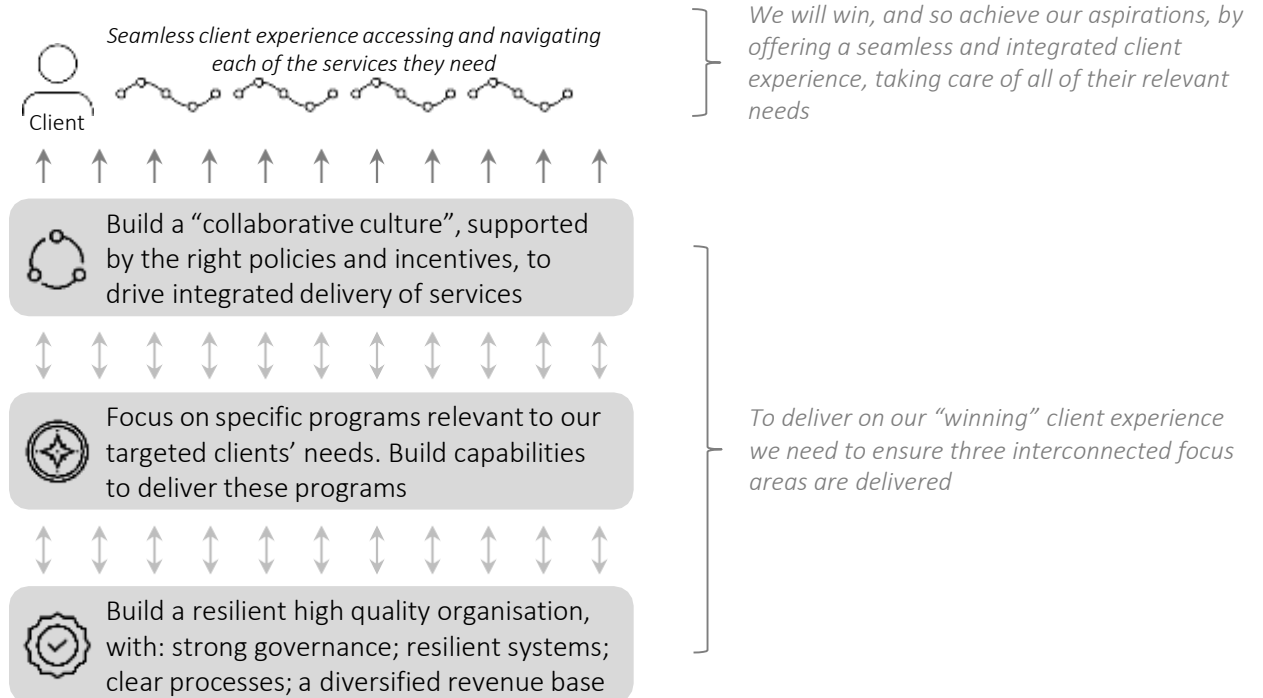 Seamless client experience accessing and navigating
each of the services they need
Client
We will win, and so achieve our aspirations, by
offering a seamless and integrated client
experience, taking care of all of their relevant
needs
Build a “collaborative culture”, supported
by the right policies and incentives, to
drive integrated delivery of services
Focus on specific programs relevant to our
targeted clients’ needs. Build capabilities
to deliver these programs
To deliver on our “winning” client experience
we need to ensure three interconnected focus
areas are delivered
Build a resilient high quality organisation,
with: strong governance; resilient systems;
clear processes; a diversified revenue base